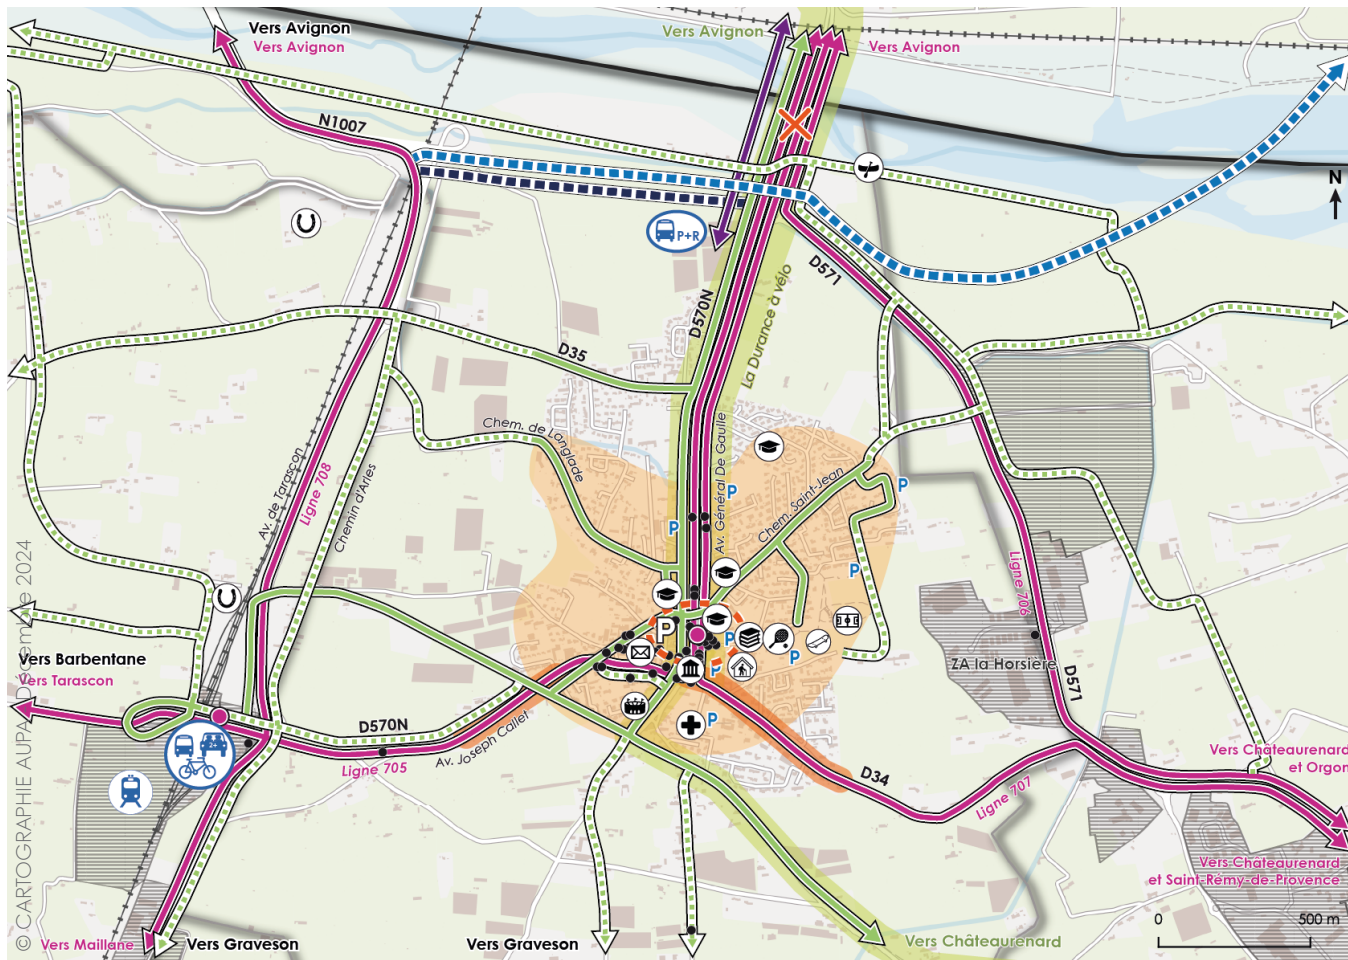 Vers Avignon
Vers Avignon
Vers Avignon
Vers Avignon
N1007
N
P+R
D571
D570N
La Durance à vélo
D35
Chem. de Langlade
Av. Général De Gaulle
Chem. Saint-Jean
P
P
P
P
P
P
P
P
P
Av. de Tarascon
Ligne 708
Chemin d'Arles
Ligne 706
ZA la Horsière
D571
Vers Barbentane
Vers Tarascon
D570N
Av. Joseph Callet
Ligne 705
D34
Ligne 707
Vers Châteaurenard
et Orgon
Vers Châteaurenard
et Saint-Rémy-de-Provence
Vers Maillane
Vers Graveson
Vers Graveson
Vers Châteaurenard
0 500 m
© CARTOGRAPHIE AUPA Décembre 2024